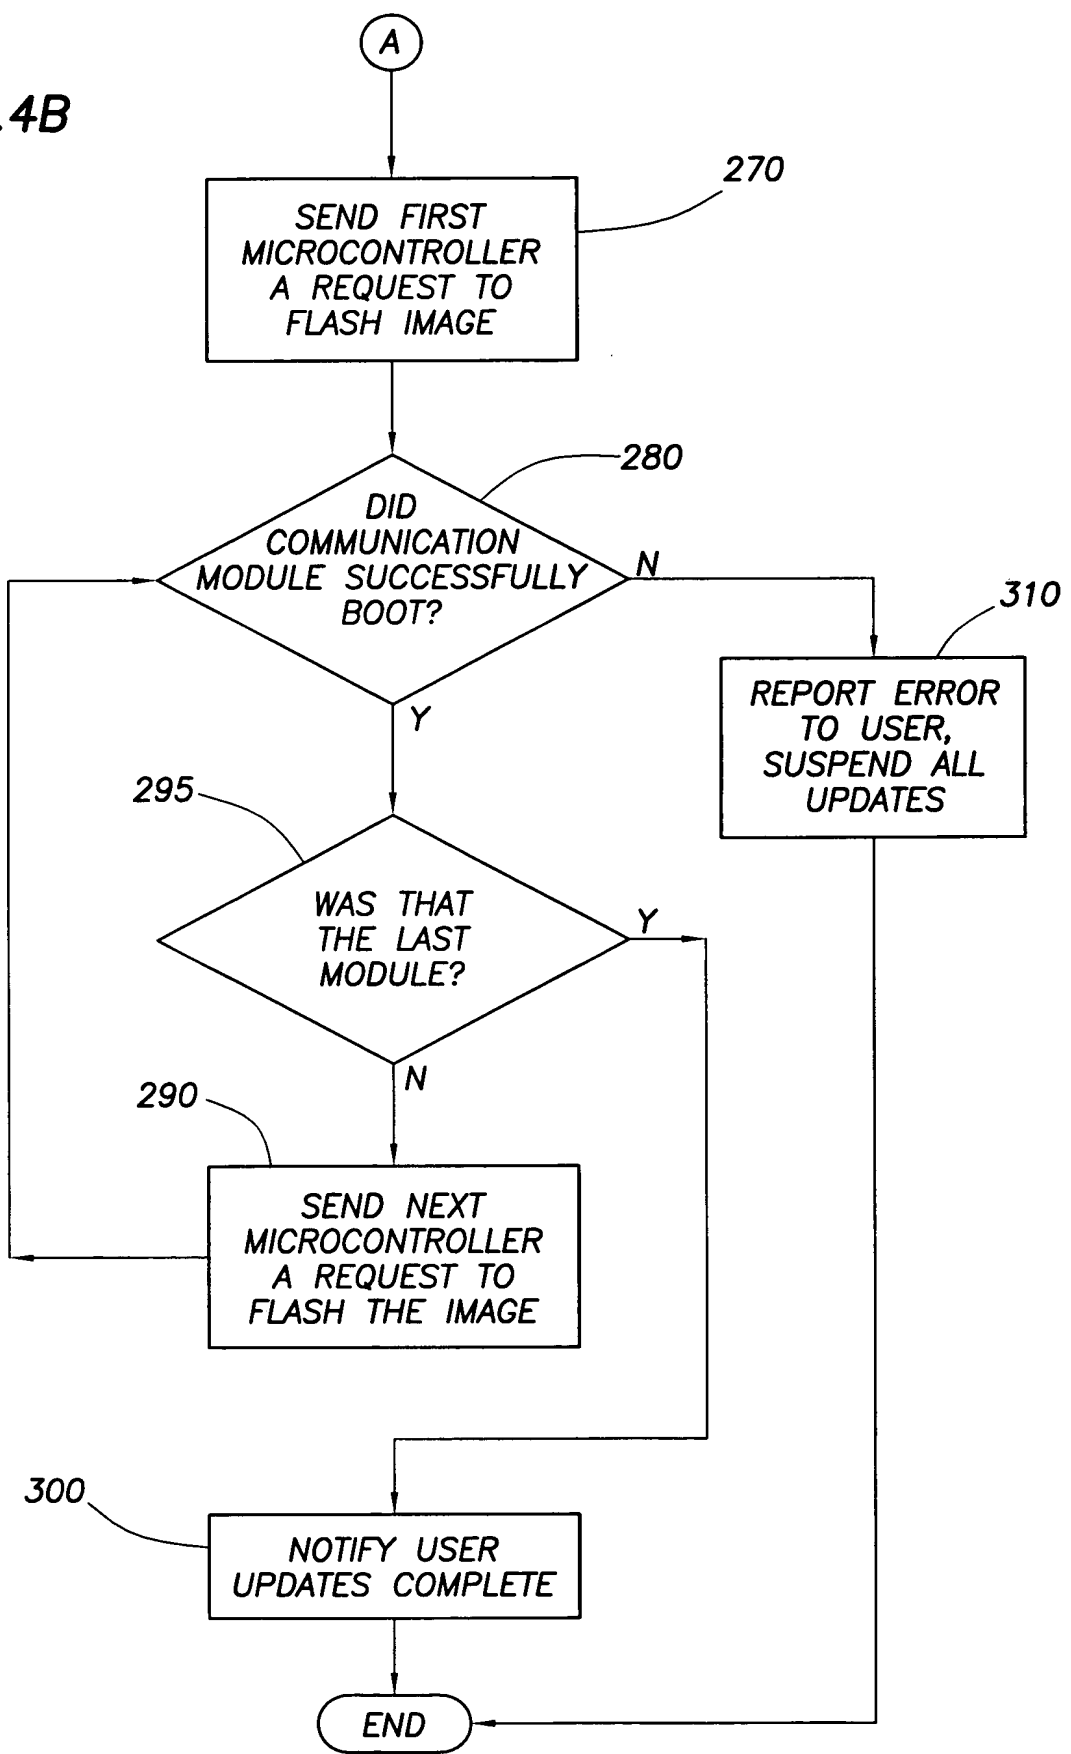 A
.4B
270
SEND FIRST
MICROCONTROLLER
A REQUEST TO
FLASH IMAGE
280
DID
COMMUNICATION
MODULE SUCCESSFULLY
BOOT?
N
310
REPORT ERROR
TO USER,
SUSPEND ALL
UPDATES
Y
295
WAS THAT
THE LAST
MODULE?
Y
N
290
SEND NEXT
MICROCONTROLLER
A REQUEST TO
FLASH THE IMAGE
300
NOTIFY USER
UPDATES COMPLETE
END